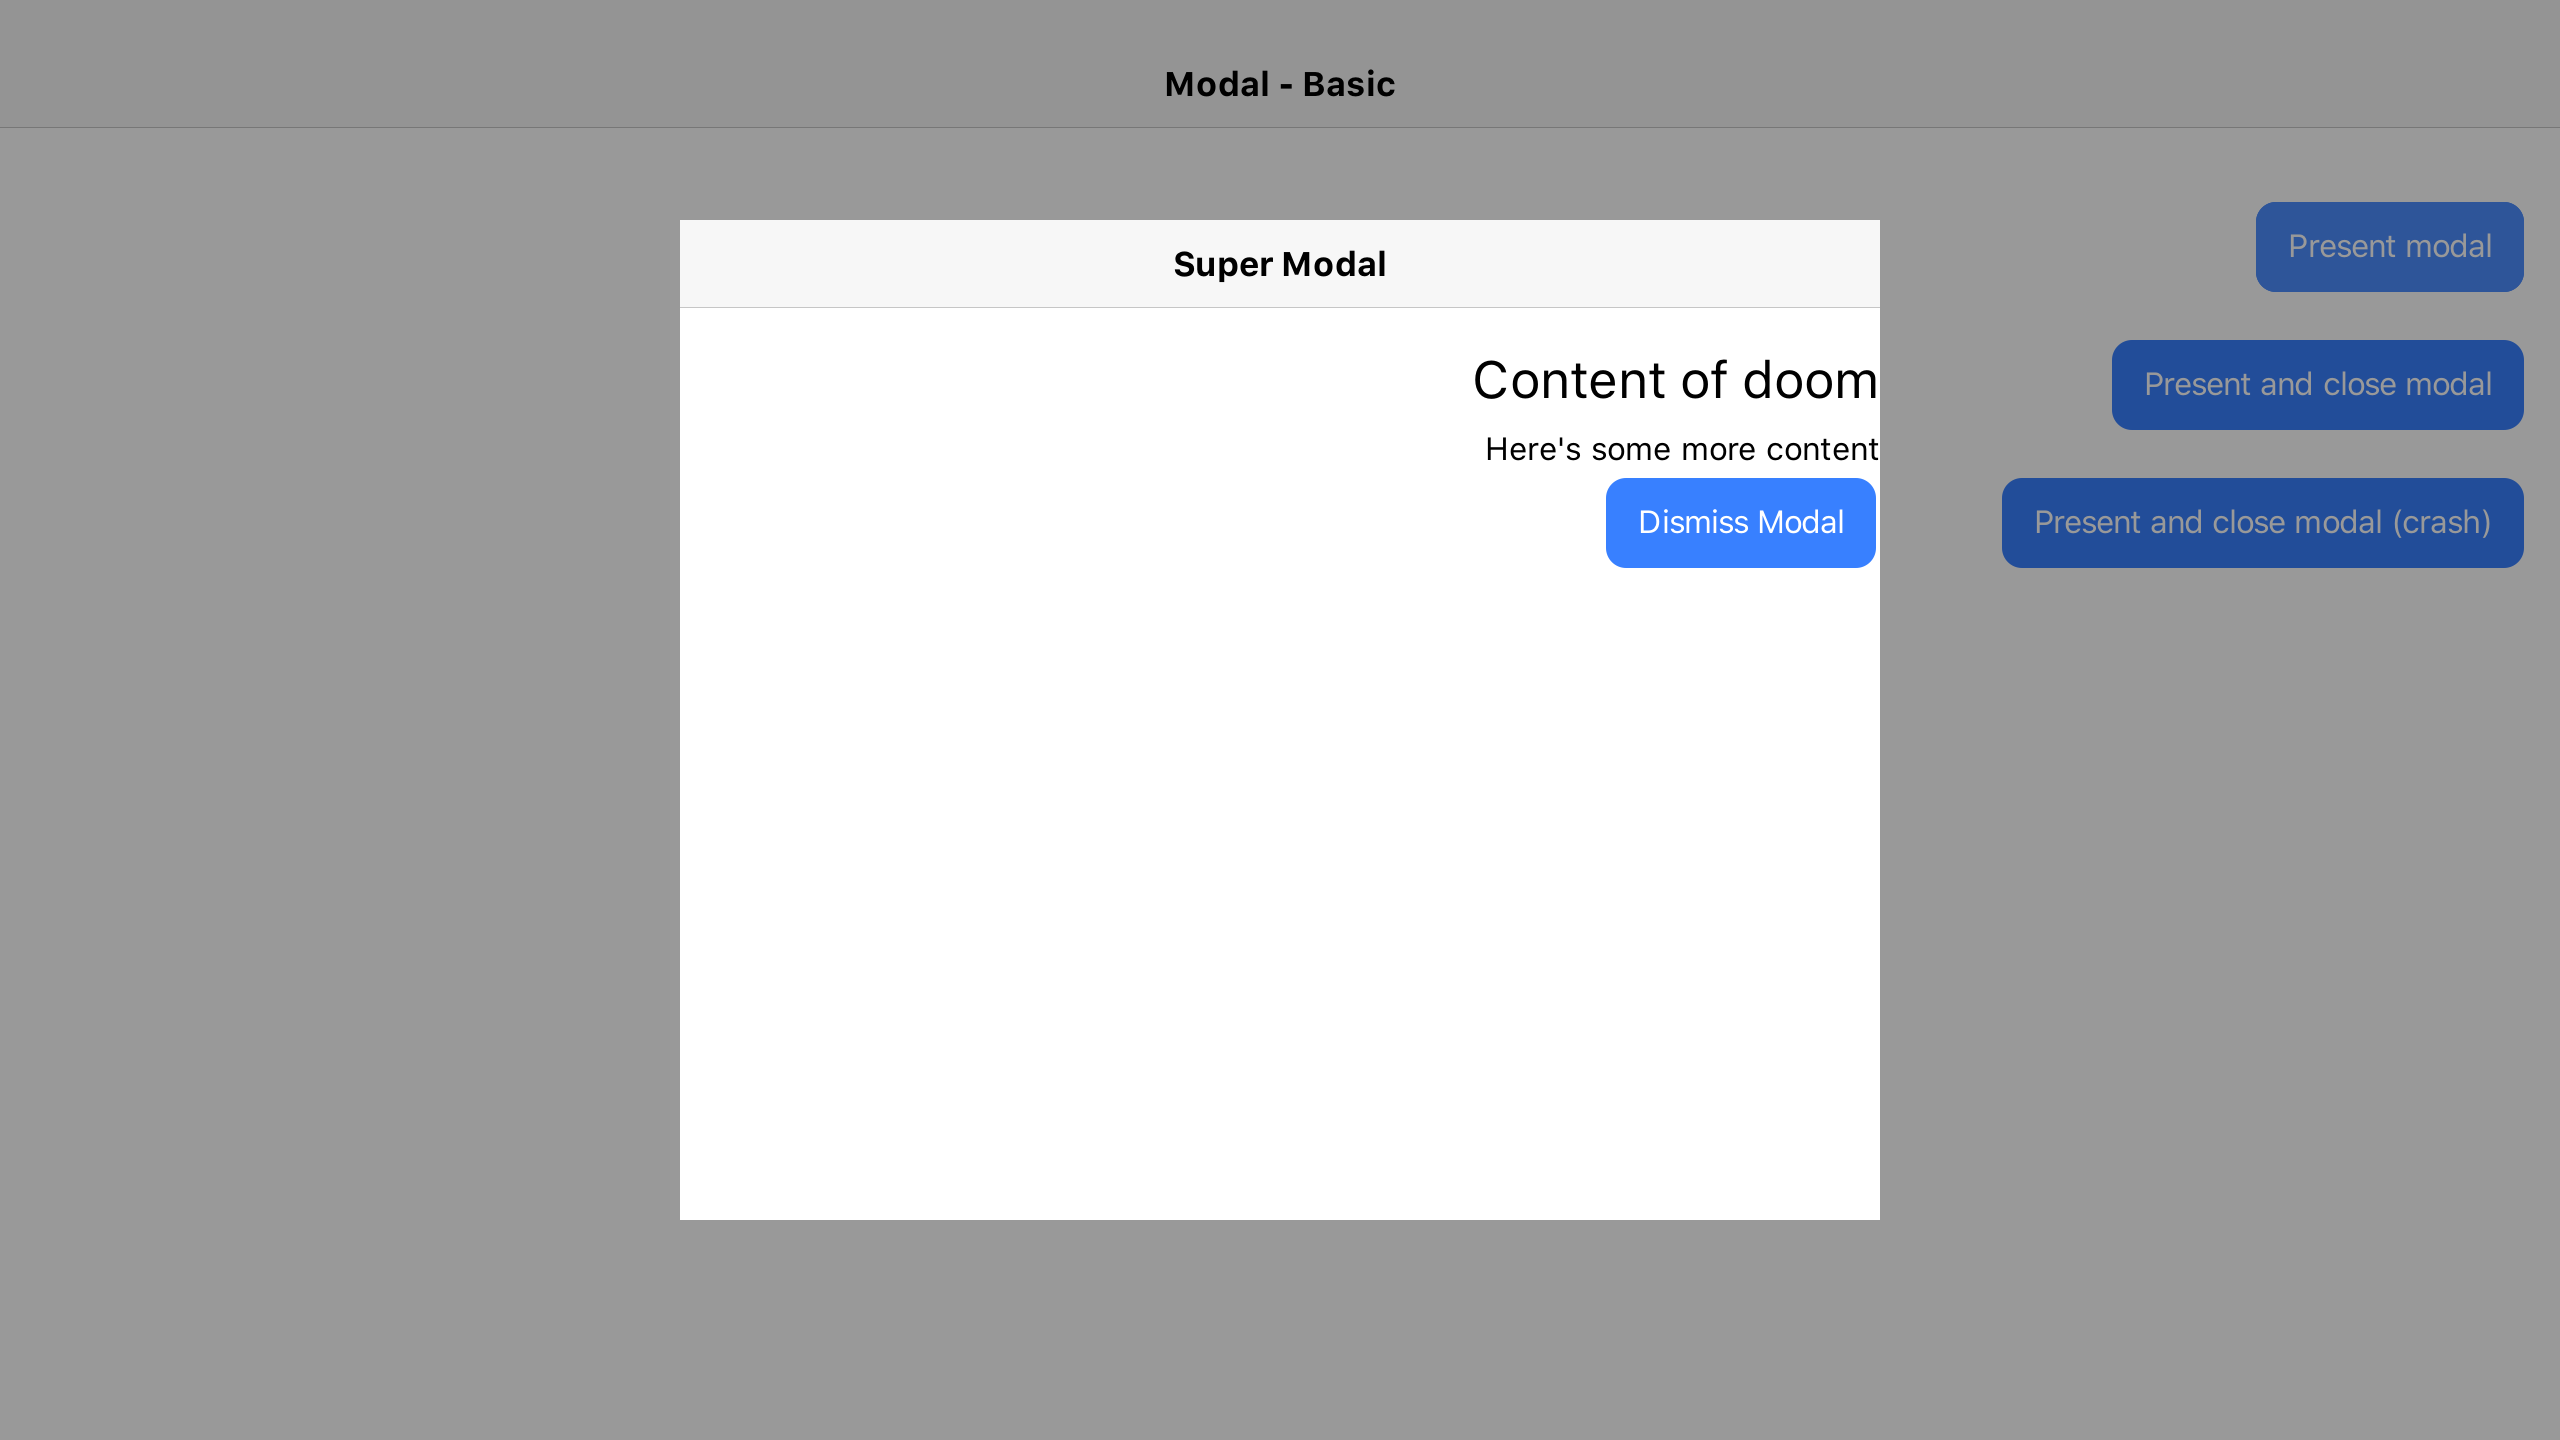 Modal - Basic
Present modal
Super Modal
Content of doom
Present and close modal
Here's some more content
Dismiss Modal
Present and close modal (crash)